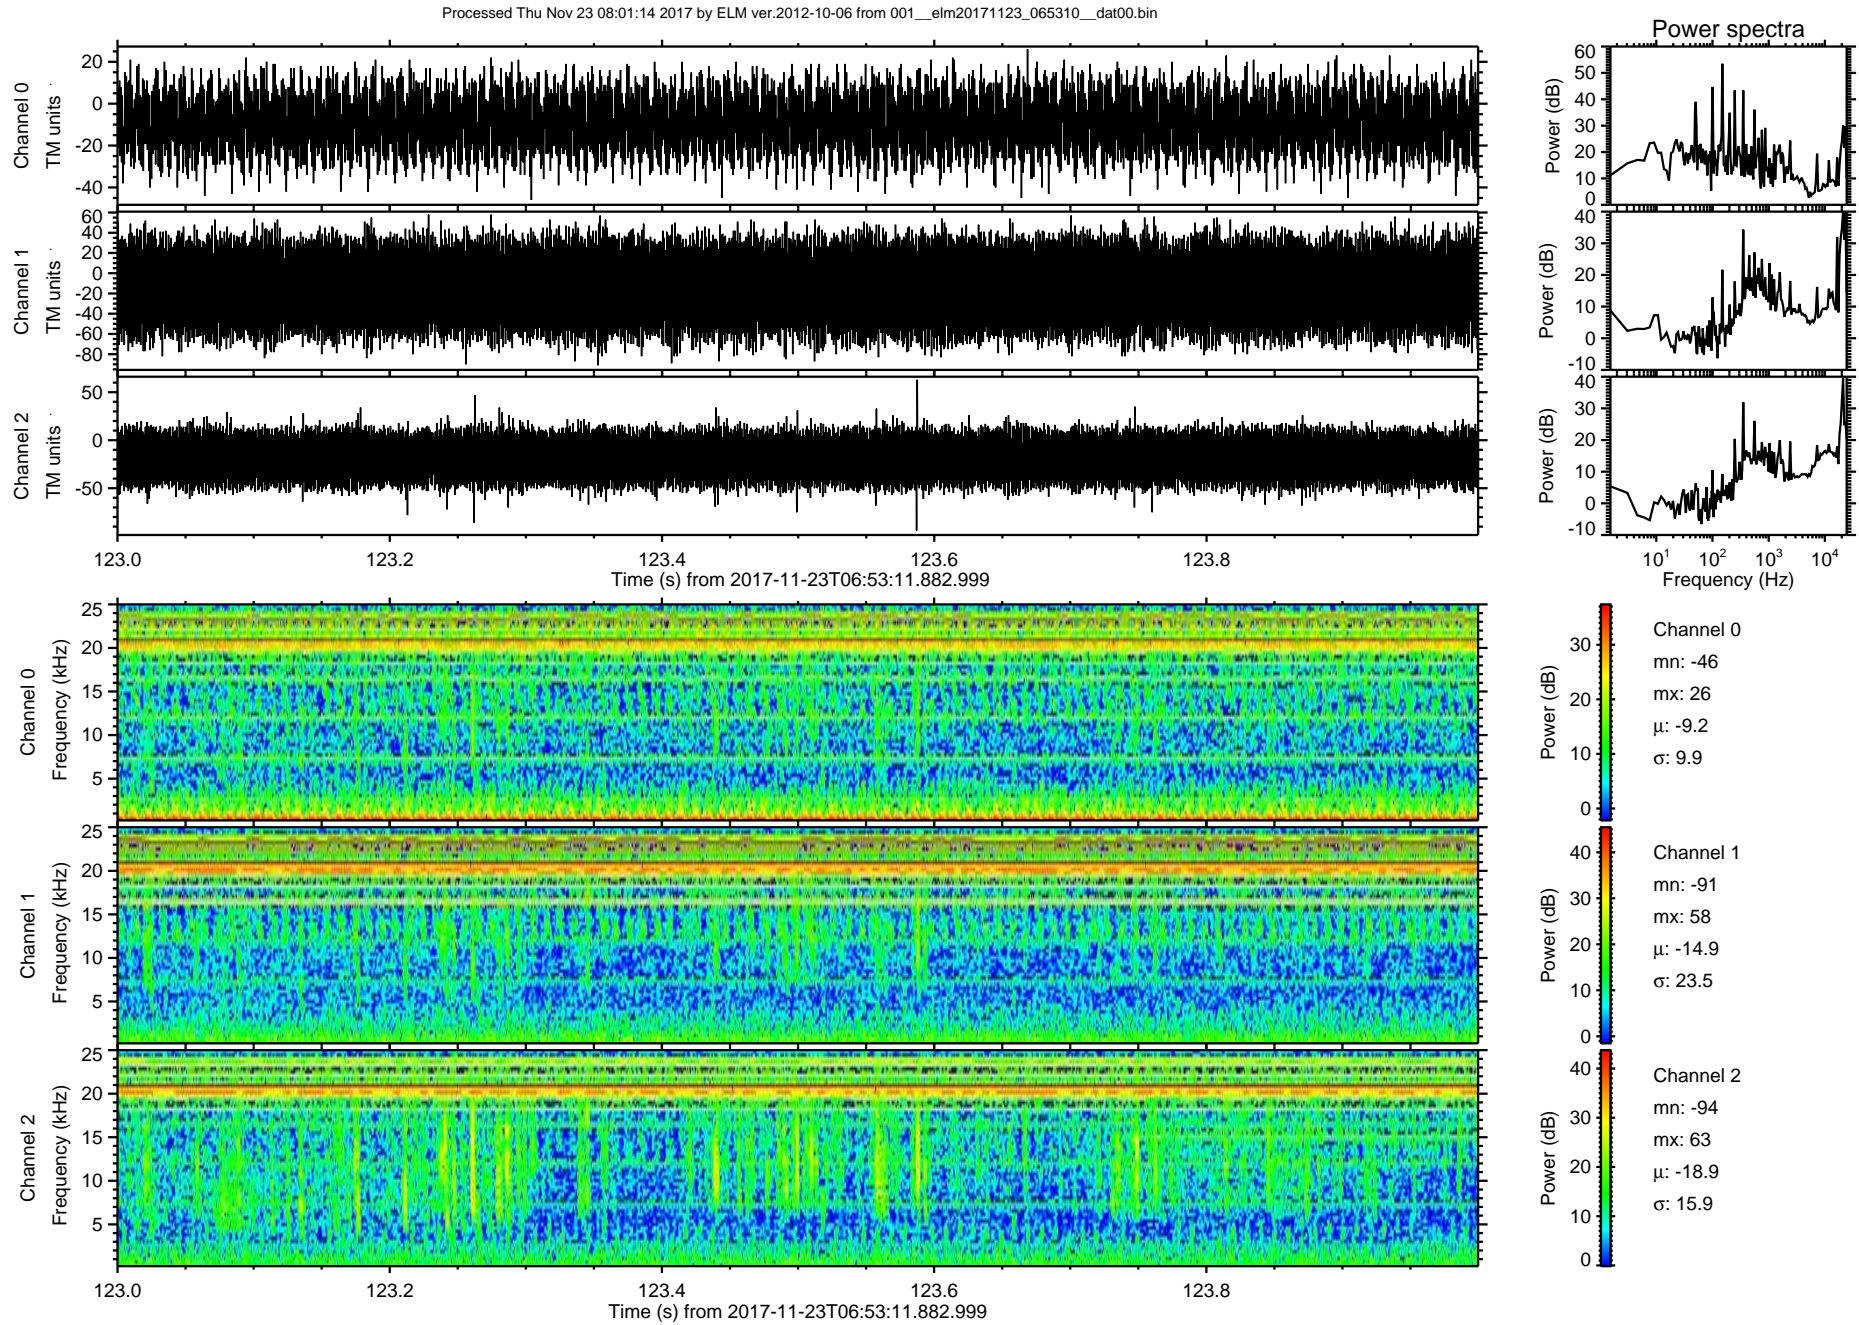 Processed Thu Nov 23 08:01:14 2017 by ELM ver.2012-10-06 from 001__elm20171123_065310__dat00.bin
Power spectra
Channel 0
TM units
20
0
-20
-40
Power (dB)
60
50
40
30
20
10
0
Channel 1
TM units
60
40
20
0
-20
-40
-60
-80
Power (dB)
40
30
20
10
0
-10
Channel 2
TM units
50
0
-50
Power (dB)
40
30
20
10
0
-10
123.0 123.2 123.4 123.6 123.8
Time (s) from 2017-11-23T06:53:11.882.999
10^1 10^2 10^3 10^4
Frequency (Hz)
Channel 0
Frequency (kHz)
25
20
15
10
5
Power (dB)
30
20
10
0
Channel 0
mn: -46
mx: 26
μ: -9.2
σ: 9.9
Channel 1
Frequency (kHz)
25
20
15
10
5
Power (dB)
40
30
20
10
0
Channel 1
mn: -91
mx: 58
μ: -14.9
σ: 23.5
Channel 2
Frequency (kHz)
25
20
15
10
5
Power (dB)
40
30
20
10
0
Channel 2
mn: -94
mx: 63
μ: -18.9
σ: 15.9
123.0 123.2 123.4 123.6 123.8
Time (s) from 2017-11-23T06:53:11.882.999